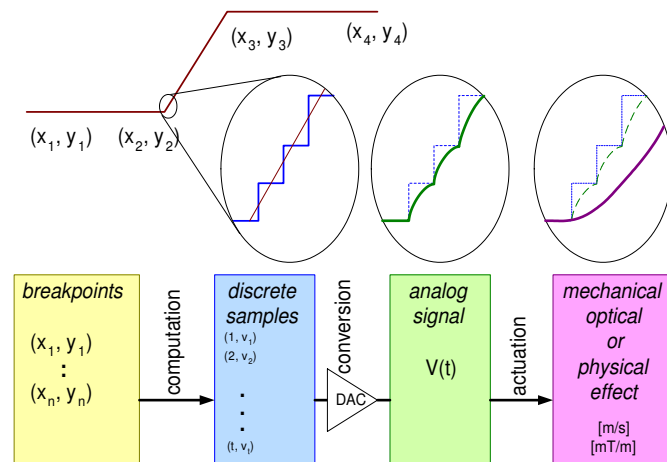 (x3, y3)
(x4, y4)
(x1, y1)
(x2, y2)
breakpoints
(x1, y1)
:
(xn, yn)
computation
discrete
samples
(1, v1)
(2, v2)
.
.
.
(t, v1)
conversion
DAC
analog
signal
V(t)
actuation
mechanical
optical
or
physical
effect
[m/s]
[mT/m]